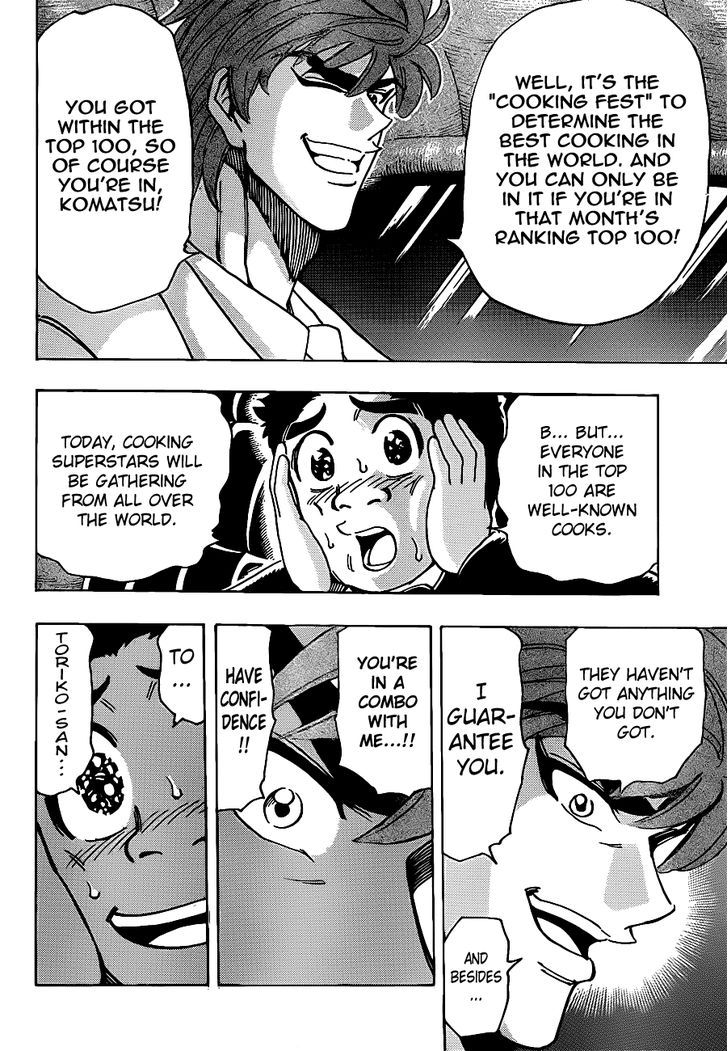 WELL, IT'S THE
"COOKING FEST" TO
DETERMINE THE
BEST COOKING IN
THE WORLD. AND
YOU CAN ONLY BE
IN IT IF YOU'RE IN
THAT MONTH'S
RANKING TOP 100!
YOU GOT
WITHIN THE
TOP 100, SO
OF COURSE
YOU'RE IN,
KOMATSU!
B... BUT...
EVERYONE
IN THE TOP
100 ARE
WELL-KNOWN
COOKS.
TODAY, COOKING
SUPERSTARS WILL
BE GATHERING
FROM ALL OVER
THE WORLD.
THEY HAVEN'T
GOT ANYTHING
YOU DON'T
GOT.
I
GUAR-
ANTEE
YOU.
AND
BESIDES
...
YOU'RE
IN A
COMBO
WITH
ME...!!
HAVE
CONFI-
DENCE
!!
TO
...
TORIKO-SAN...